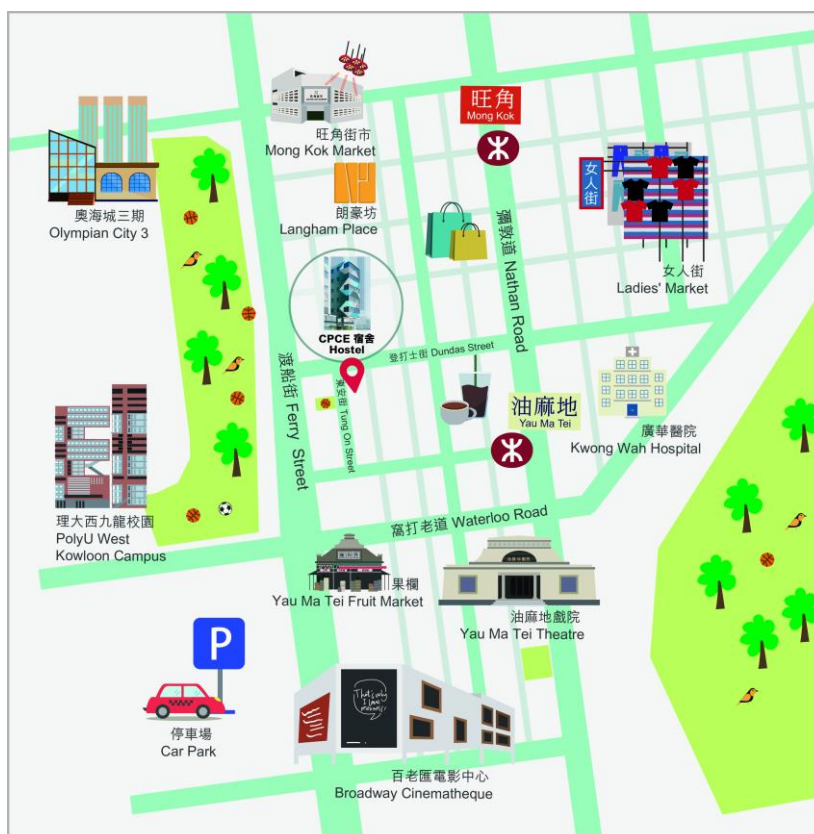 旺角
Mong Kok
旺角街市
Mong Kok Market
女人街
奧海城三期
Olympian City 3
朗豪坊
Langham Place
彌敦道 Nathan Road
女人街
Ladies' Market
CPCE 宿舍
Hostel
登打士街 Dundas Street
渡船街 Ferry Street
東安街 Tung On Street
油麻地
Yau Ma Tei
廣華醫院
Kwong Wah Hospital
理大西九龍校園
PolyU West
Kowloon Campus
窩打老道 Waterloo Road
果欄
Yau Ma Tei Fruit Market
油麻地戲院
Yau Ma Tei Theatre
P
停車場
Car Park
That's why
I love
百老匯電影中心
Broadway Cinematheque